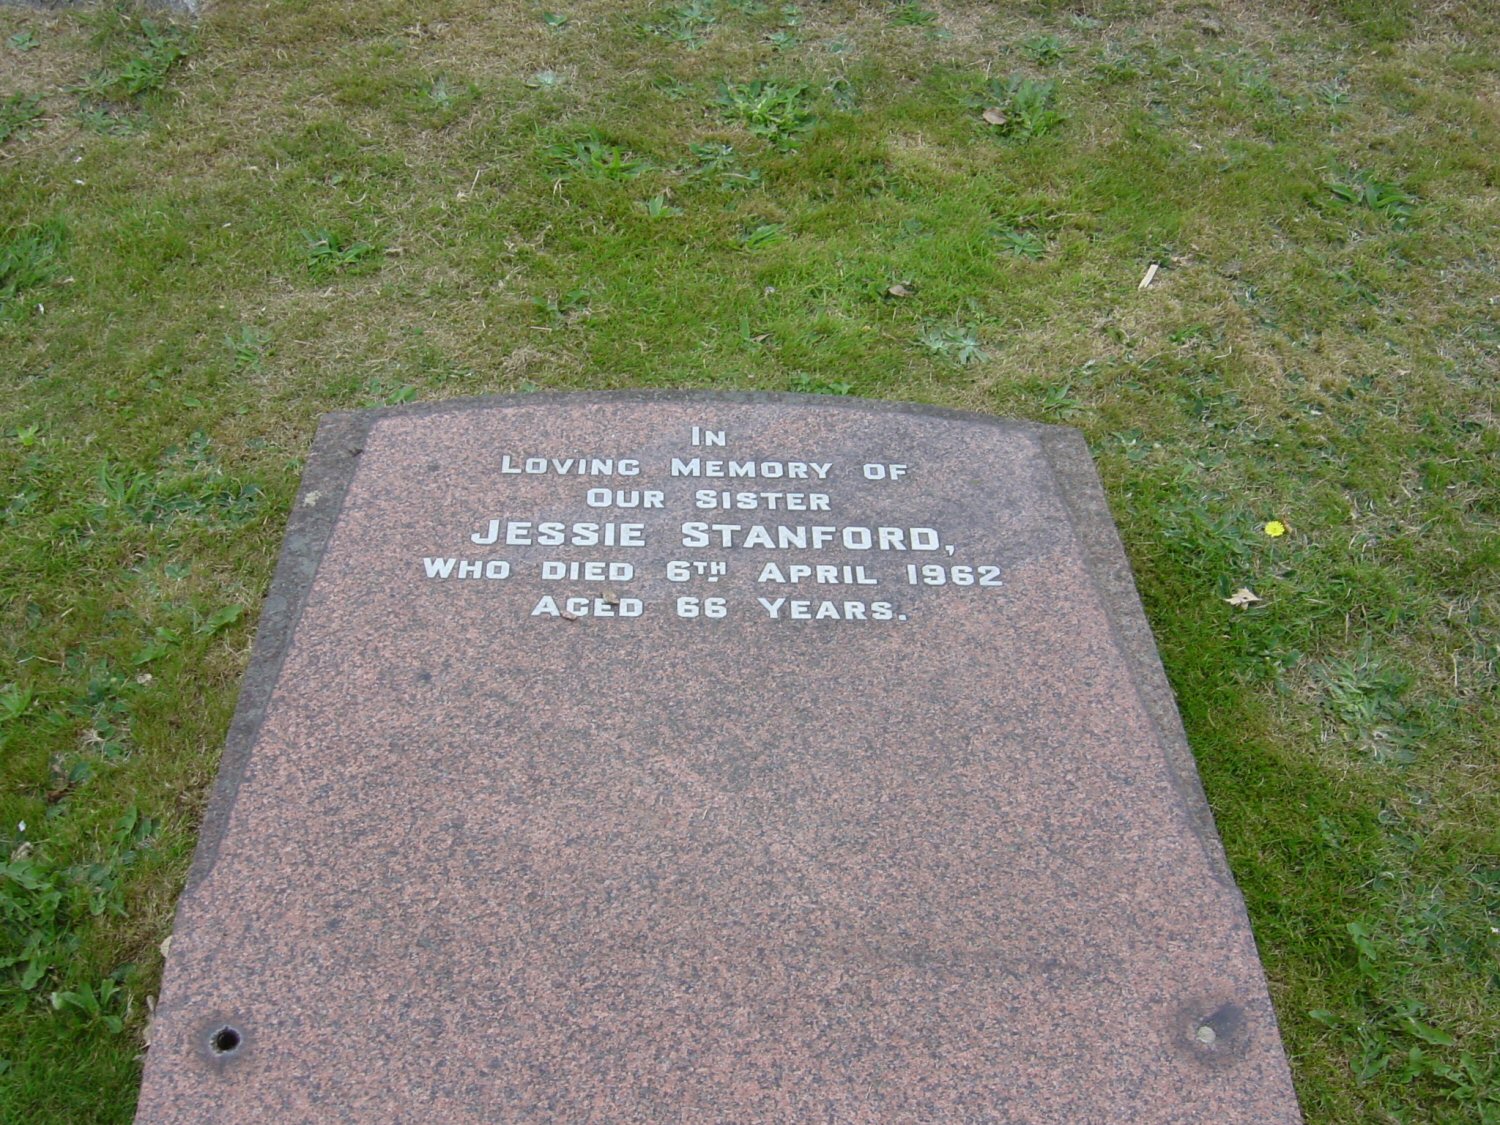 IN
LOVING MEMORY OF
OUR SISTER
JESSIE STANFORD,
WHO DIED 6TH APRIL 1962
AGED 66 YEARS.